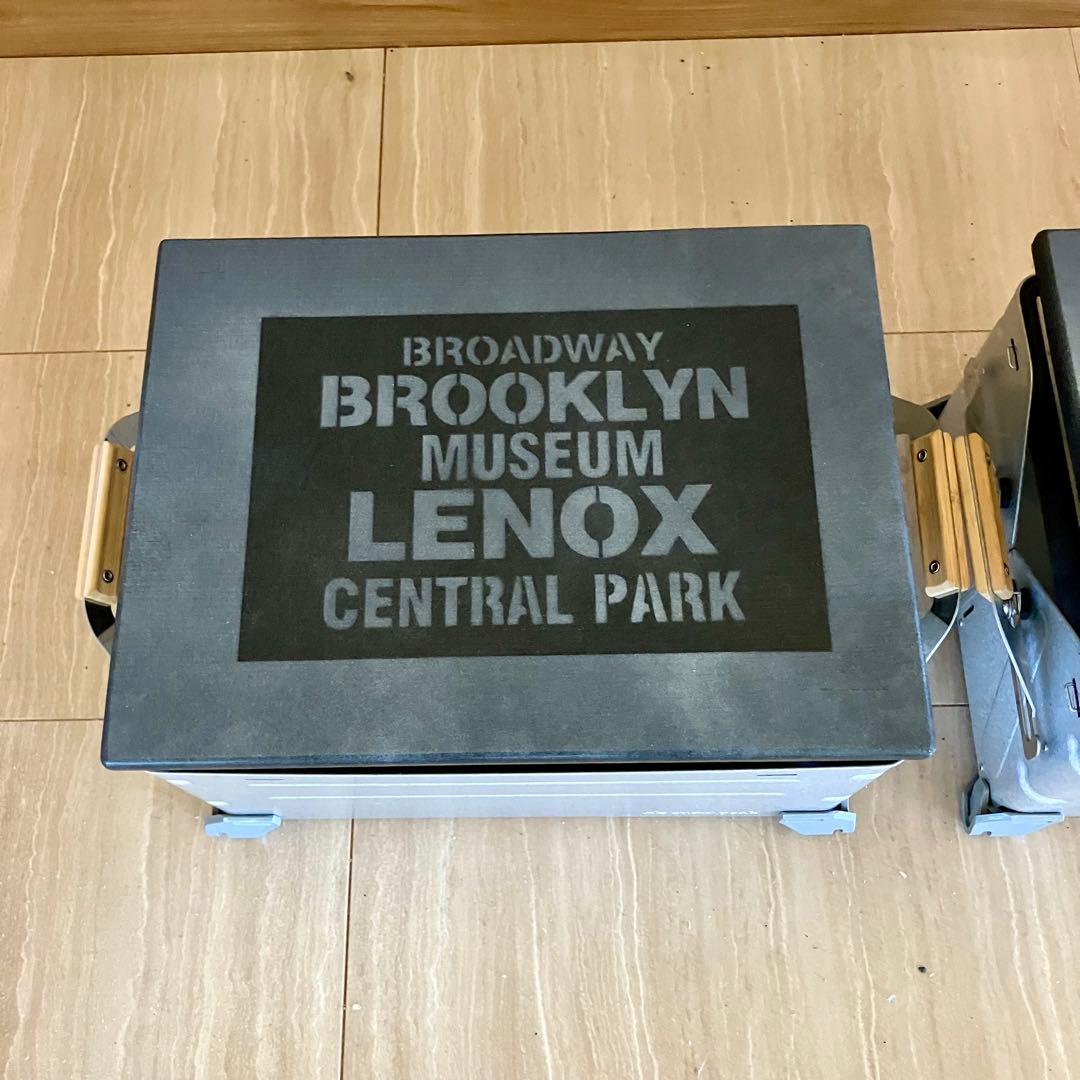 BROADWAY
BROOKLYN
MUSEUM
LENOX
CENTRAL PARK